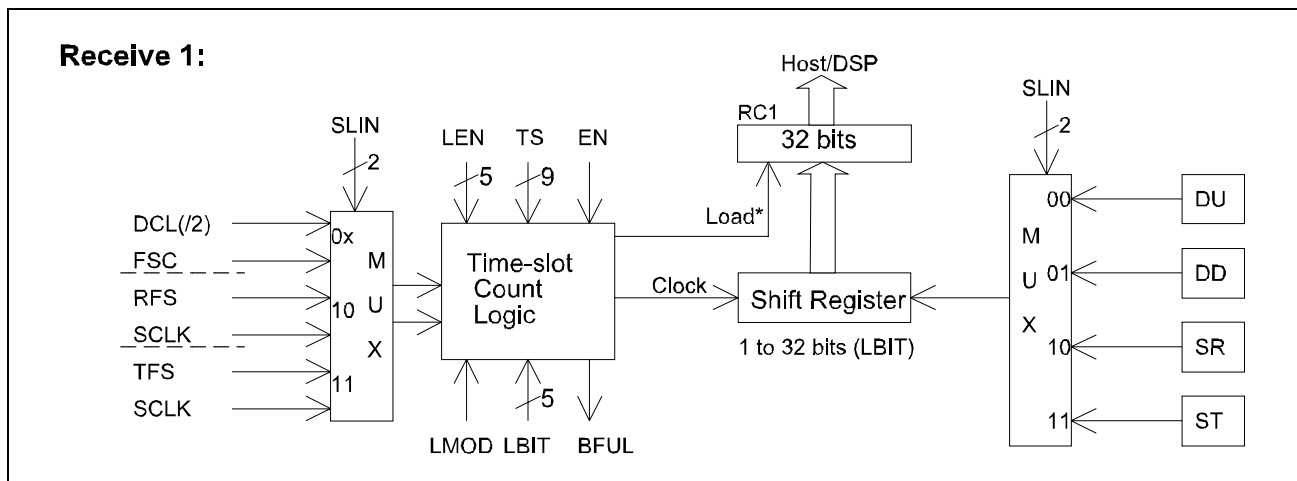 Receive 1:
Host/DSP
SLIN
SLIN
RC1
LEN TS EN
32 bits
2
2
5
9
DU
00
DCL(/2)
0x
Load*
FSC
M
Time-slot
M
DD
01
Count
U
RFS
10
U
Clock
Shift Register
Logic
X
SCLK
X
1 to 32 bits (LBIT)
10
SR
TFS
11
5
SCLK
11
ST
LMOD LBIT BFUL